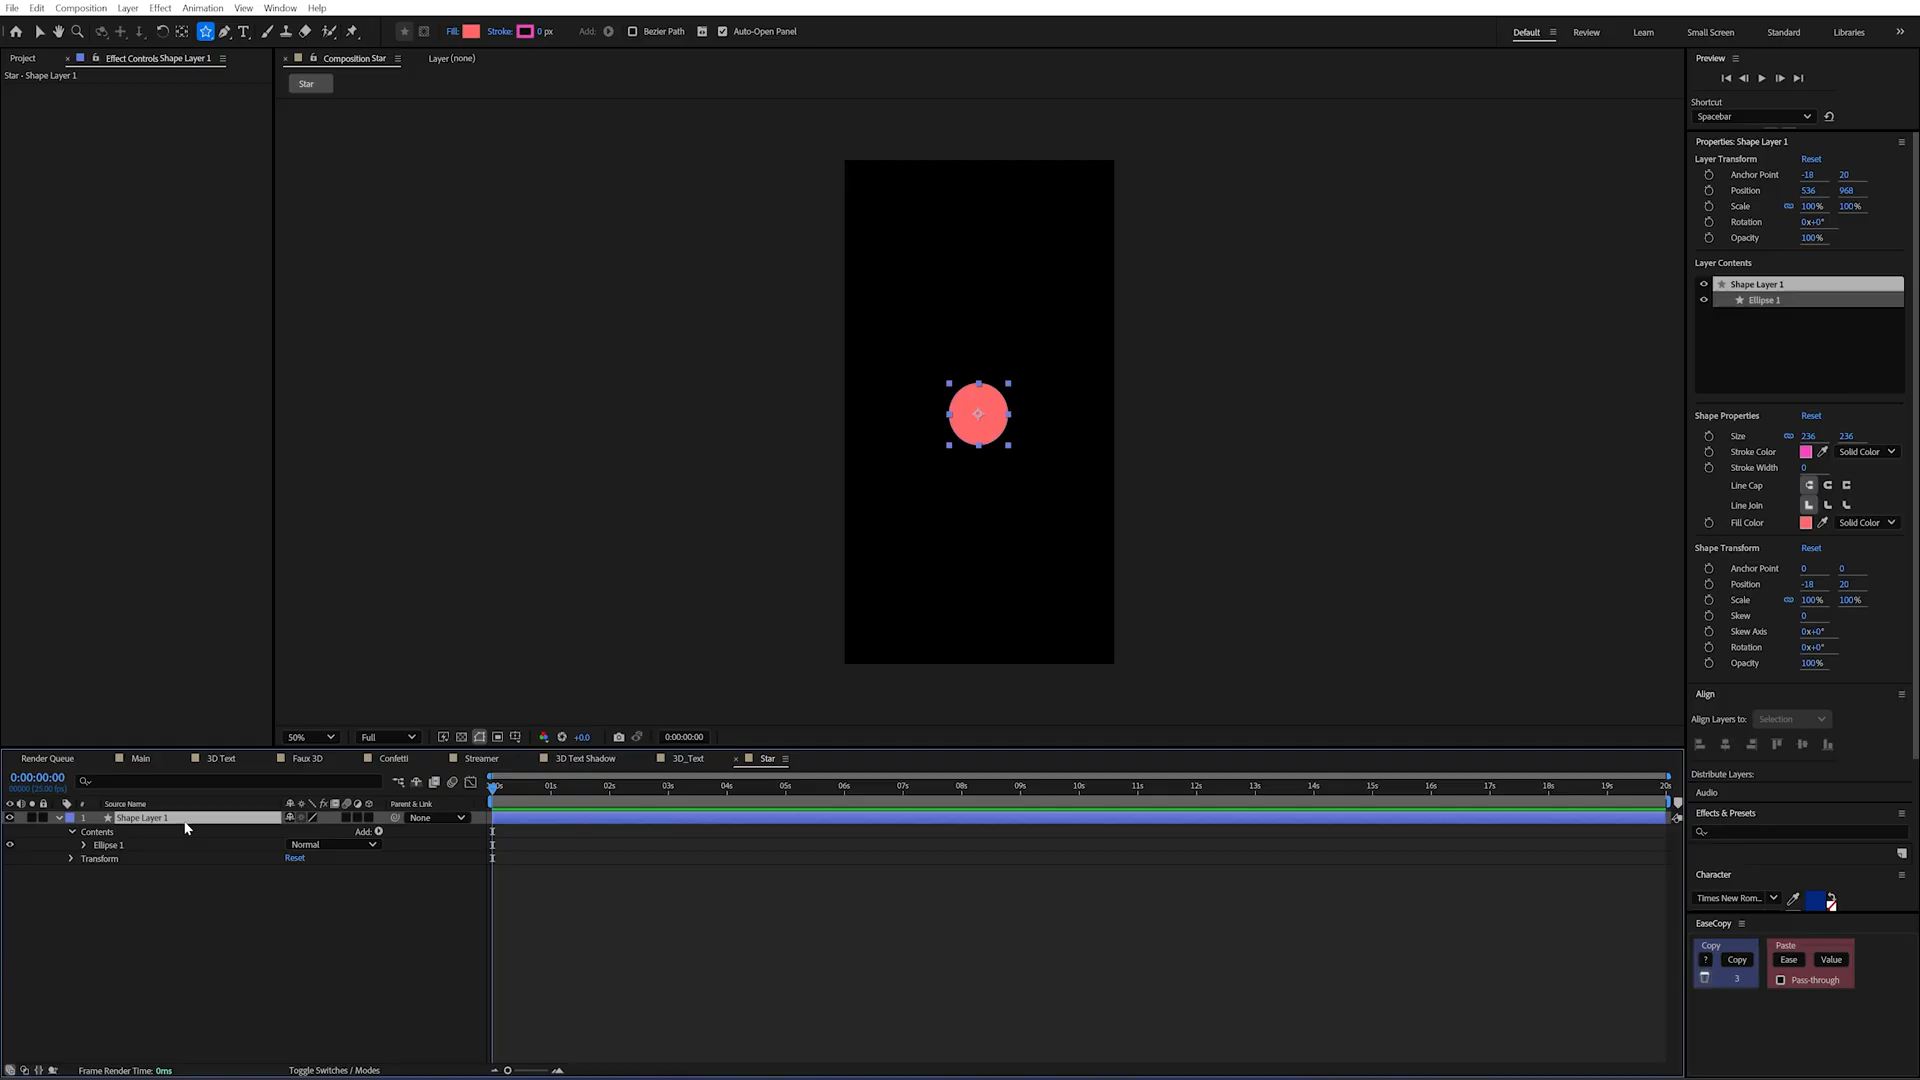 File Edit Composition Layer Effect Animation View Window Help
Fill: Stroke: 0 px Add: Bezier Path Auto-Open Panel
Default Review Learn Small Screen Standard Libraries
Project Effect Controls Shape Layer 1
Star - Shape Layer 1
Composition Star Layer (none)
Star
Preview
Shortcut
Spacebar
Properties: Shape Layer 1
Layer Transform Reset
Anchor Point -18 20
Position 536 968
Scale 100% 100%
Rotation 0x+0°
Opacity 100%
Layer Contents
Shape Layer 1
Ellipse 1
Shape Properties Reset
Size 236 236
Stroke Color Solid Color
Stroke Width 0
Line Cap
Line Join
Fill Color Solid Color
Shape Transform Reset
Anchor Point 0 0
Position -18 20
Scale 100% 100%
Skew 0
Skew Axis 0x+0°
Rotation 0x+0°
Opacity 100%
Align
Align Layers to: Selection
Distribute Layers:
Audio
Effects & Presets
Character
Times New Rom...
EaseCopy
Copy Paste
? Copy Ease Value
3 Pass-through
50% Full +0.0 0:00:00:00
Render Queue Main 3D Text Faux 3D Confetti Streamer 3D Text Shadow 3D_Text Star
0:00:00:00
00000 (25.00 fps)
01s 02s 03s 04s 05s 06s 07s 08s 09s 10s 11s 12s 13s 14s 15s 16s 17s 18s 19s 20s
# Source Name Parent & Link
1 Shape Layer 1 None
Contents Add:
Ellipse 1 Normal
Transform Reset
Frame Render Time: 0ms Toggle Switches / Modes